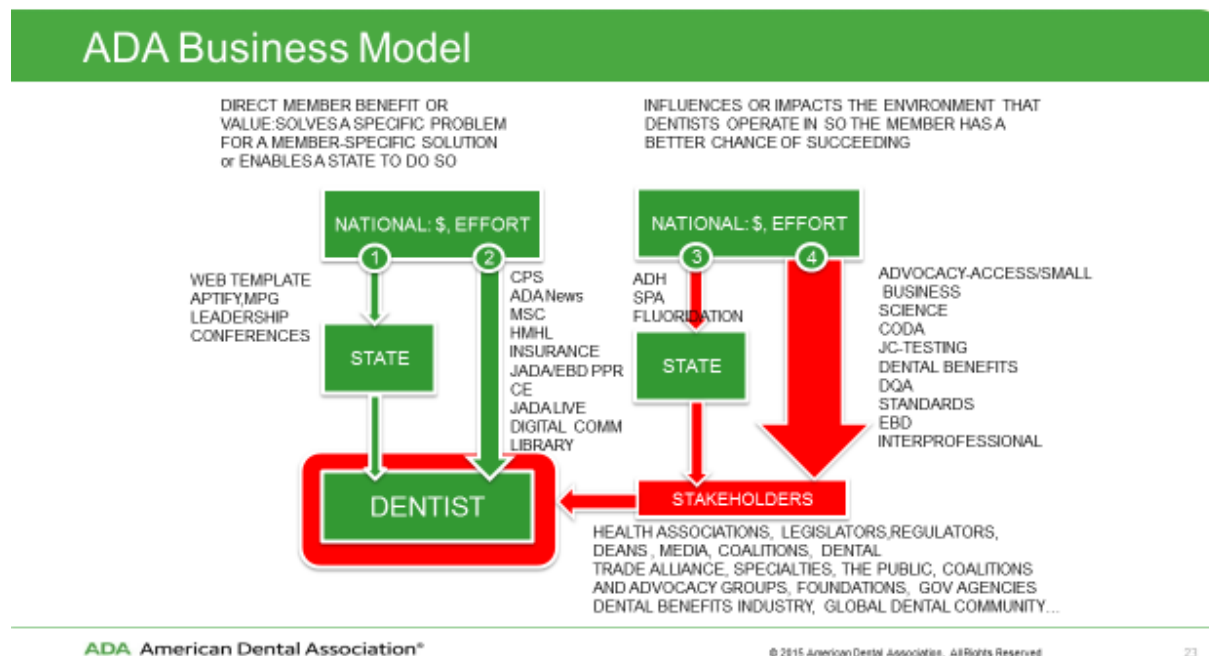 ADA Business Model
DIRECT MEMBER BENEFIT OR
VALUE:SOLVES A SPECIFIC PROBLEM
FOR A MEMBER-SPECIFIC SOLUTION
or ENABLES A STATE TO DO SO
INFLUENCES OR IMPACTS THE ENVIRONMENT THAT
DENTISTS OPERATE IN SO THE MEMBER HAS A
BETTER CHANCE OF SUCCEEDING
NATIONAL: $, EFFORT
1
2
WEB TEMPLATE
APTIFY,MPG
LEADERSHIP
CONFERENCES
STATE
CPS
ADA News
MSC
HMHL
INSURANCE
JADA/EBD PPR
CE
JADA LIVE
DIGITAL COMM
LIBRARY
DENTIST
NATIONAL: $, EFFORT
3
4
ADH
SPA
FLUORIDATION
STATE
ADVOCACY-ACCESS/SMALL
BUSINESS
SCIENCE
CODA
JC-TESTING
DENTAL BENEFITS
DQA
STANDARDS
EBD
INTERPROFESSIONAL
STAKEHOLDERS
HEALTH ASSOCIATIONS, LEGISLATORS,REGULATORS,
DEANS , MEDIA, COALITIONS, DENTAL
TRADE ALLIANCE, SPECIALTIES, THE PUBLIC, COALITIONS
AND ADVOCACY GROUPS, FOUNDATIONS, GOV AGENCIES
DENTAL BENEFITS INDUSTRY, GLOBAL DENTAL COMMUNITY…
ADA American Dental Association®
© 2015 American Dental Association, All Rights Reserved
23